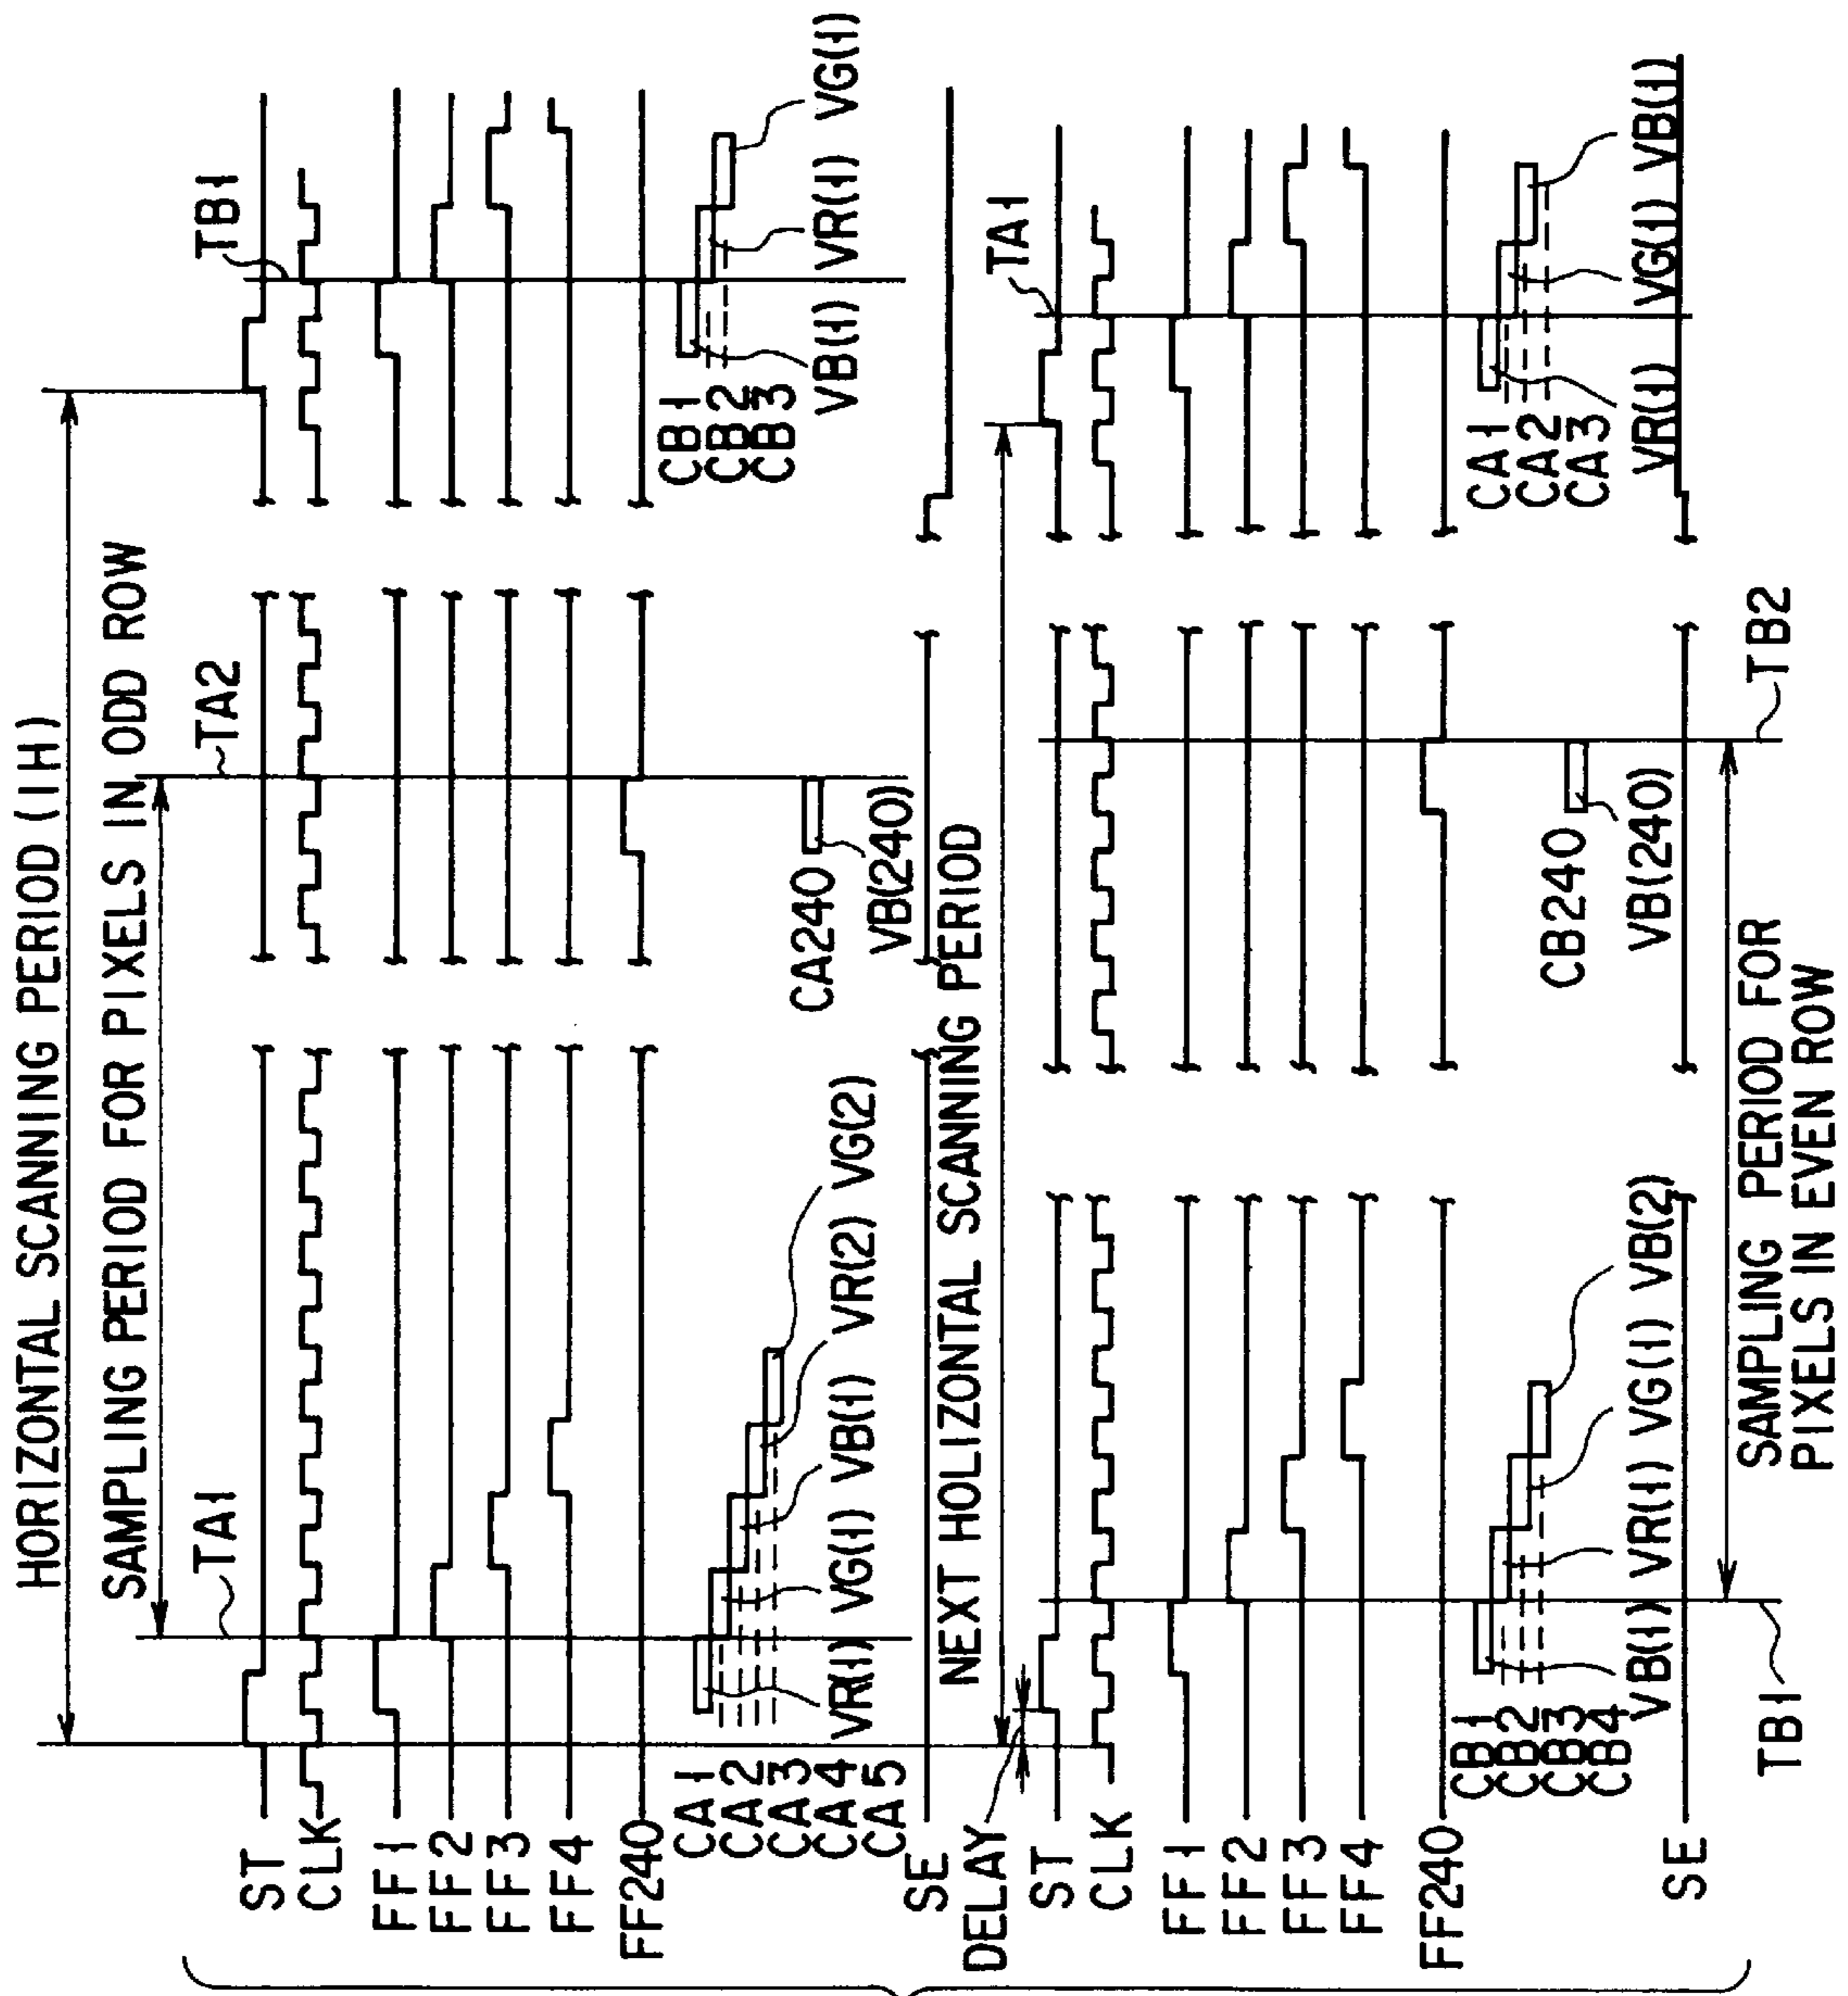 HORIZONTAL SCANNING PERIOD (1H)
SAMPLING PERIOD FOR PIXELS IN ODD ROW
TA1
TA2
TB1
ST
CLK
FF1
FF2
FF3
FF4
FF240
CA1
CA2
CA3
CA4
CA5
VR(1) VG(1) VB(1) VR(2) VG(2)
CA240
VB(240)
CB1
CB2
CB3
VB(1) VR(1) VG(1)
SE
NEXT HOLIZONTAL SCANNING PERIOD
DELAY
TA1
ST
CLK
FF1
FF2
FF3
FF4
FF240
CB1
CB2
CB3
CB4
VB(1) VR(1) VG(1) VB(2)
CB240
VB(240)
CA1
CA2
CA3
VR(1) VG(1) VB(1)
SE
TB1
SAMPLING PERIOD FOR
PIXELS IN EVEN ROW
TB2